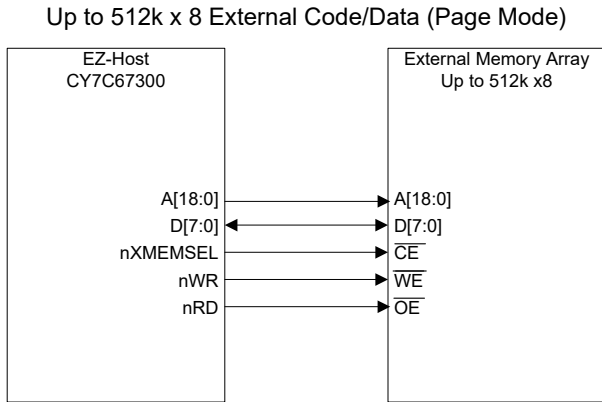 Up to 512k x 8 External Code/Data (Page Mode)
EZ-Host
CY7C67300
External Memory Array
Up to 512k x8
A[18:0]
A[18:0]
D[7:0]
D[7:0]
nXMEMSEL
CE
nWR
WE
nRD
OE